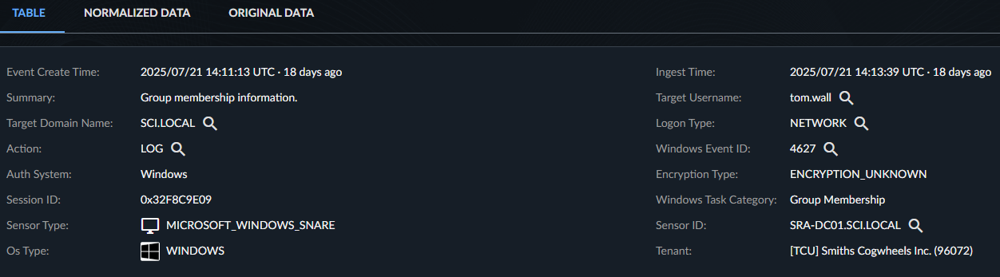 TABLE NORMALIZED DATA ORIGINAL DATA
Event Create Time: 2025/07/21 14:11:13 UTC · 18 days ago Ingest Time: 2025/07/21 14:13:39 UTC · 18 days ago
Summary: Group membership information. Target Username: tom.wall
Target Domain Name: SCI.LOCAL Logon Type: NETWORK
Action: LOG Windows Event ID: 4627
Auth System: Windows Encryption Type: ENCRYPTION_UNKNOWN
Session ID: 0x32F8C9E09 Windows Task Category: Group Membership
Sensor Type: MICROSOFT_WINDOWS_SNARE Sensor ID: SRA-DC01.SCI.LOCAL
Os Type: WINDOWS Tenant: [TCU] Smiths Cogwheels Inc. (96072)